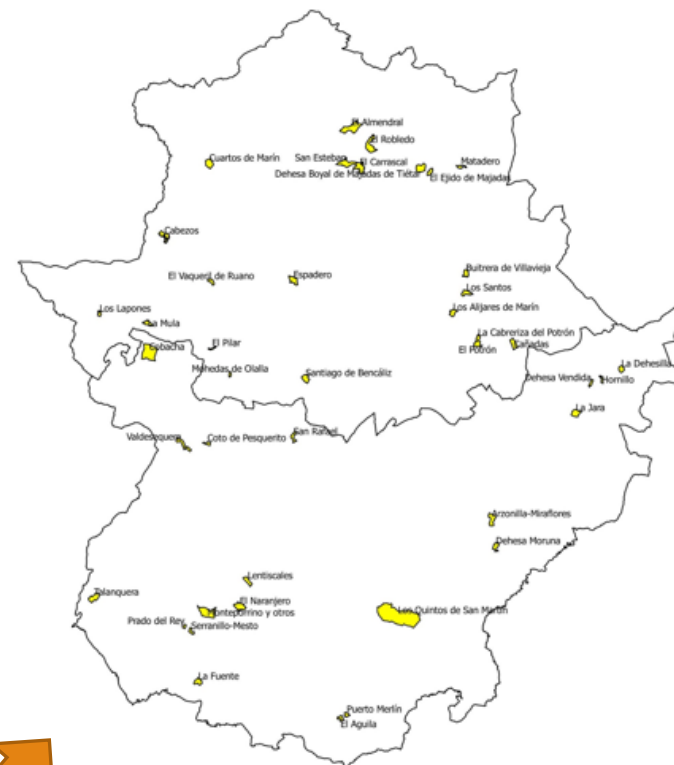 El Almendral
El Robledo
San Esteban
El Carrascal
Matadero
Cuartos de Marín
Dehesa Boyal de Majadas de Tiétar
El Ejido de Majadas
Cabezos
El Vaqueril de Ruano
Espadero
Buitrera de Villavieja
Los Santos
Los Lapones
Los Alijares de Marín
La Mula
La Cabreriza del Potrón
El Pilar
Cañadas
Cobacha
El Potrón
La Dehesilla
Mohedas de Olalla
Santiago de Bencáliz
Dehesa Vendida
Hornillo
La Jara
San Rafael
Valdesequera
Coto de Pesquerito
Arzonilla-Miraflores
Dehesa Moruna
Lentiscales
Talanquera
El Naranjero
Monteporrino y otros
Los Quintos de San Martín
Prado del Rey
Serranillo-Mesto
La Fuente
Puerto Merlín
El Aguila